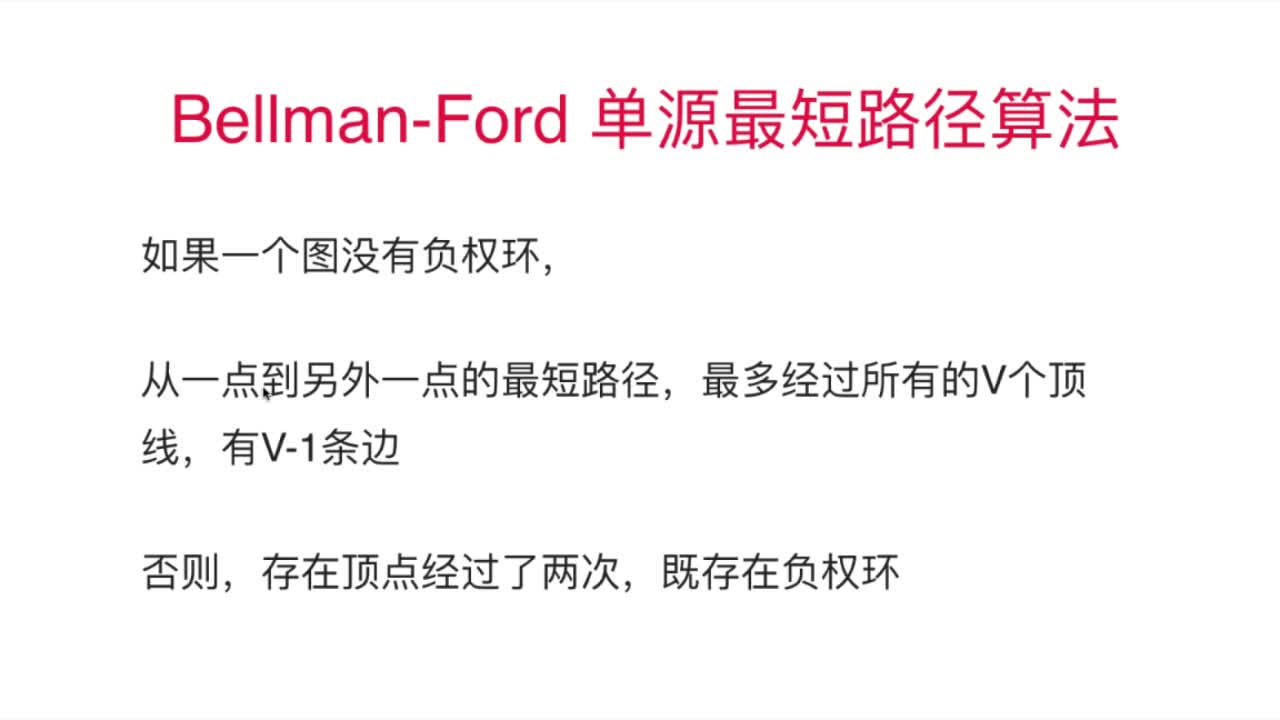 Bellman-Ford 单源最短路径算法
如果一个图没有负权环，
从一点到另外一点的最短路径，最多经过所有的V个顶
线，有V-1条边
否则，存在顶点经过了两次，既存在负权环